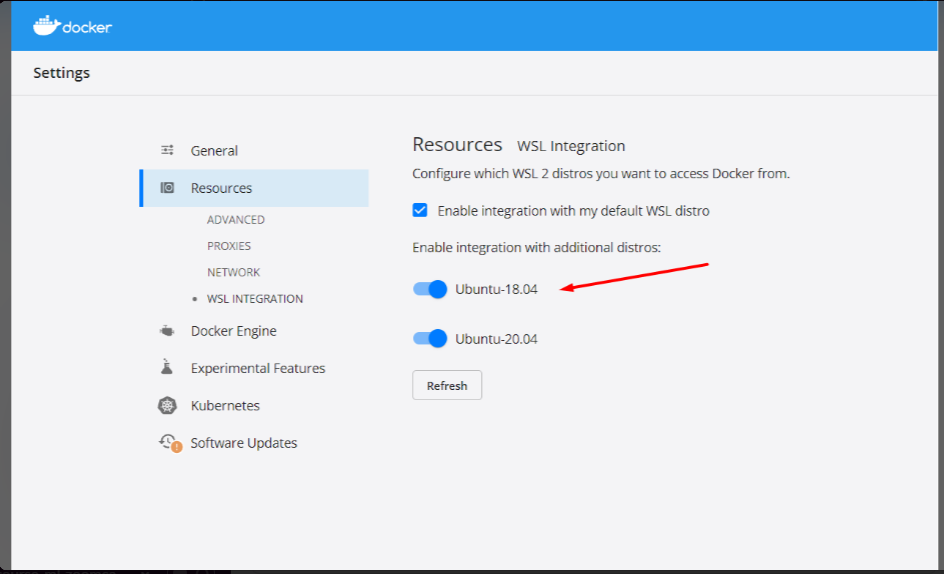 docker
Settings
General
Resources
ADVANCED
PROXIES
NETWORK
WSL INTEGRATION
Docker Engine
Experimental Features
Kubernetes
Software Updates
Resources WSL Integration
Configure which WSL 2 distros you want to access Docker from.
Enable integration with my default WSL distro
Enable integration with additional distros:
Ubuntu-18.04
Ubuntu-20.04
Refresh